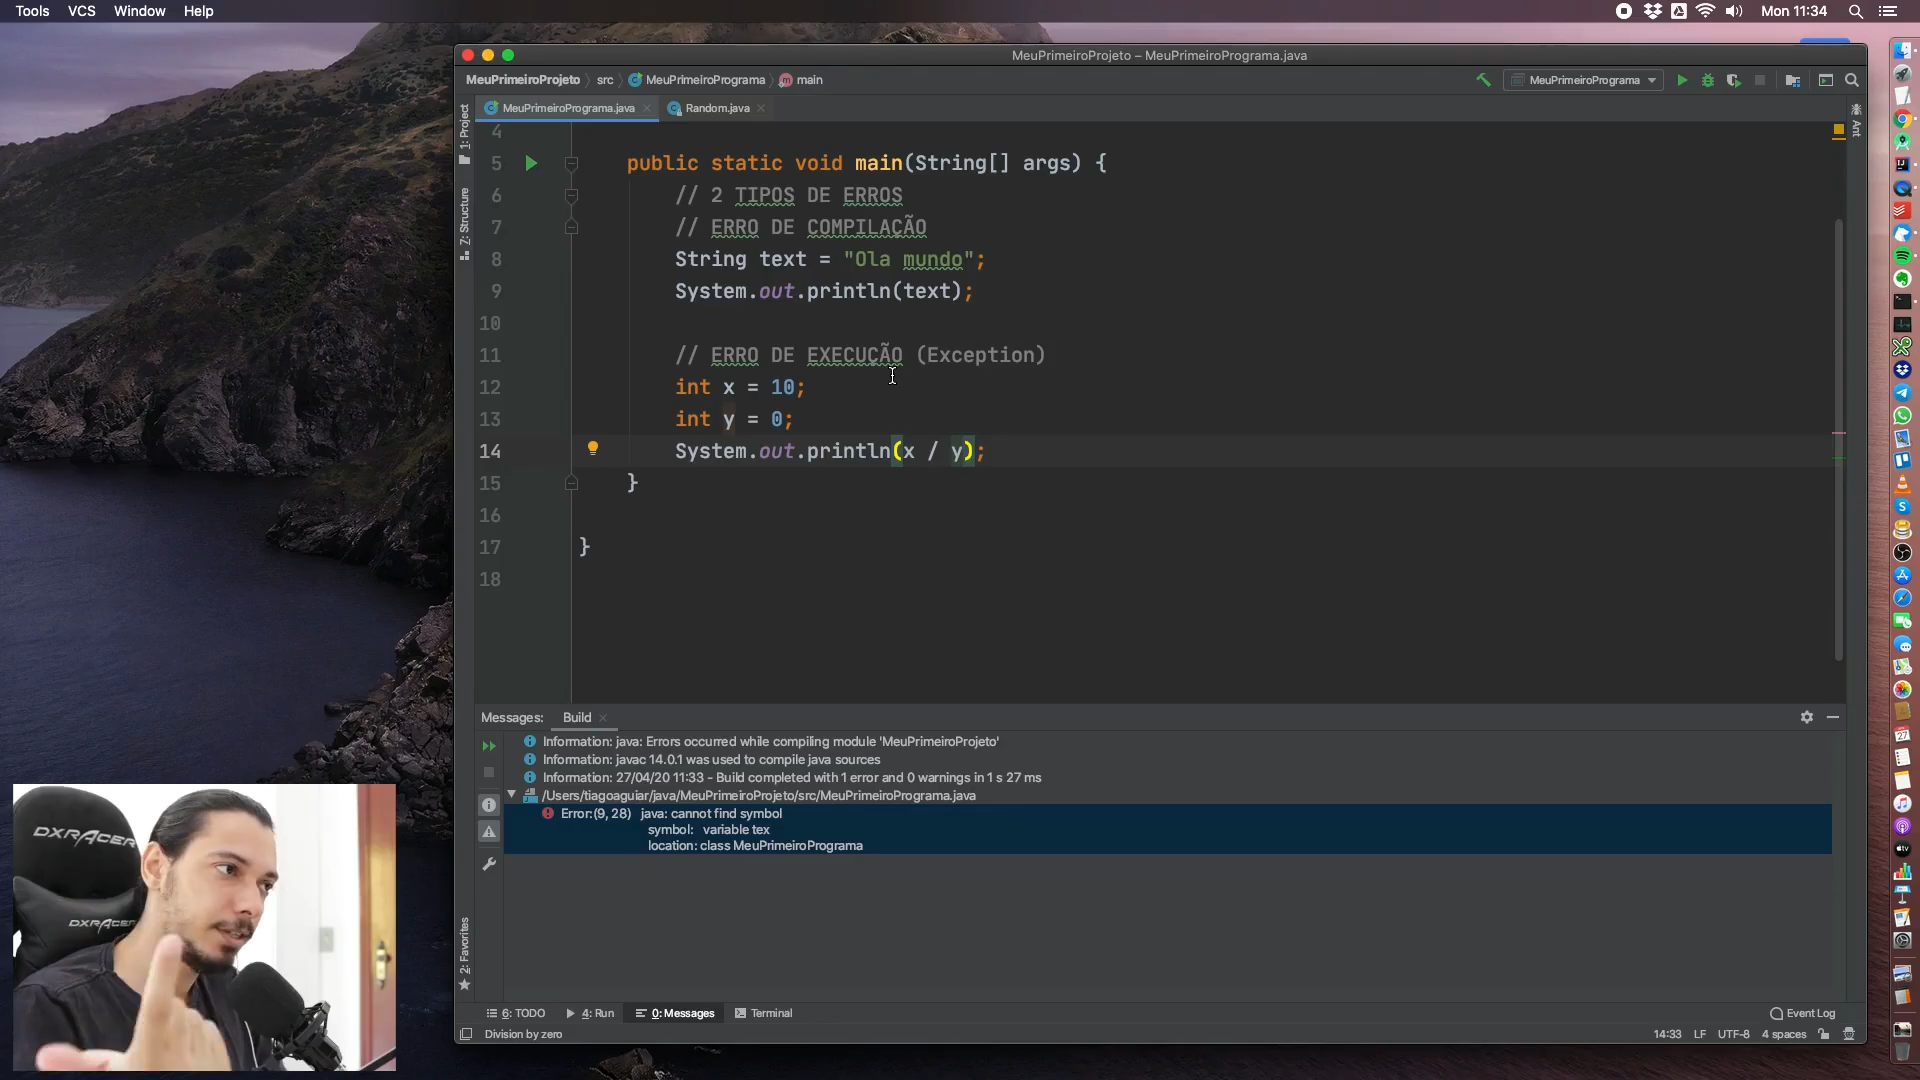 Tools VCS Window Help
Mon 11:34
MeuPrimeiroProjeto – MeuPrimeiroPrograma.java
MeuPrimeiroProjeto src MeuPrimeiroPrograma main
MeuPrimeiroPrograma
MeuPrimeiroPrograma.java Random.java
1: Project
Z: Structure
2: Favorites
Ant
4
5 public static void main(String[] args) {
6 // 2 TIPOS DE ERROS
7 // ERRO DE COMPILAÇÃO
8 String text = "Ola mundo";
9 System.out.println(text);
10
11 // ERRO DE EXECUÇÃO (Exception)
12 int x = 10;
13 int y = 0;
14 System.out.println(x / y);
15 }
16
17 }
18
Messages: Build
Information: java: Errors occurred while compiling module 'MeuPrimeiroProjeto'
Information: javac 14.0.1 was used to compile java sources
Information: 27/04/20 11:33 - Build completed with 1 error and 0 warnings in 1 s 27 ms
/Users/tiagoaguiar/java/MeuPrimeiroProjeto/src/MeuPrimeiroPrograma.java
Error:(9, 28) java: cannot find symbol
symbol: variable tex
location: class MeuPrimeiroPrograma
6: TODO 4: Run 0: Messages Terminal
Event Log
Division by zero
14:33 LF UTF-8 4 spaces
DXRACER
DXRACER